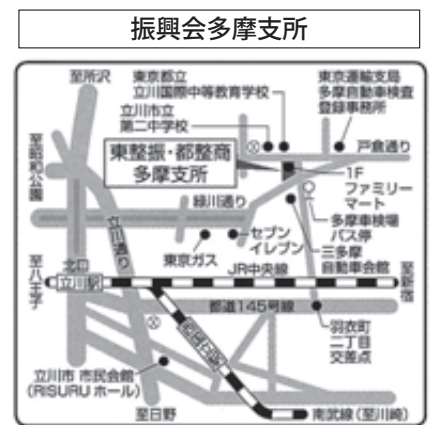 振興会多摩支所
至所沢
東京都立
立川国際中等教育学校
立川市立
第二中学校
東京運輸支局
多摩自動車検査
登録事務所
戸倉通り
東整振・都整商
多摩支所
1F
ファミリー
マート
多摩車検場
バス停
三多摩
自動車会館
至昭和公園
緑川通り
立川通り
セブン
イレブン
東京ガス
JR中央線
北口
立川駅
至八王子
至新宿
都道145号線
羽衣町
二丁目
交差点
立川市 市民会館
(RISURU ホール)
至日野
南武線(至川崎)